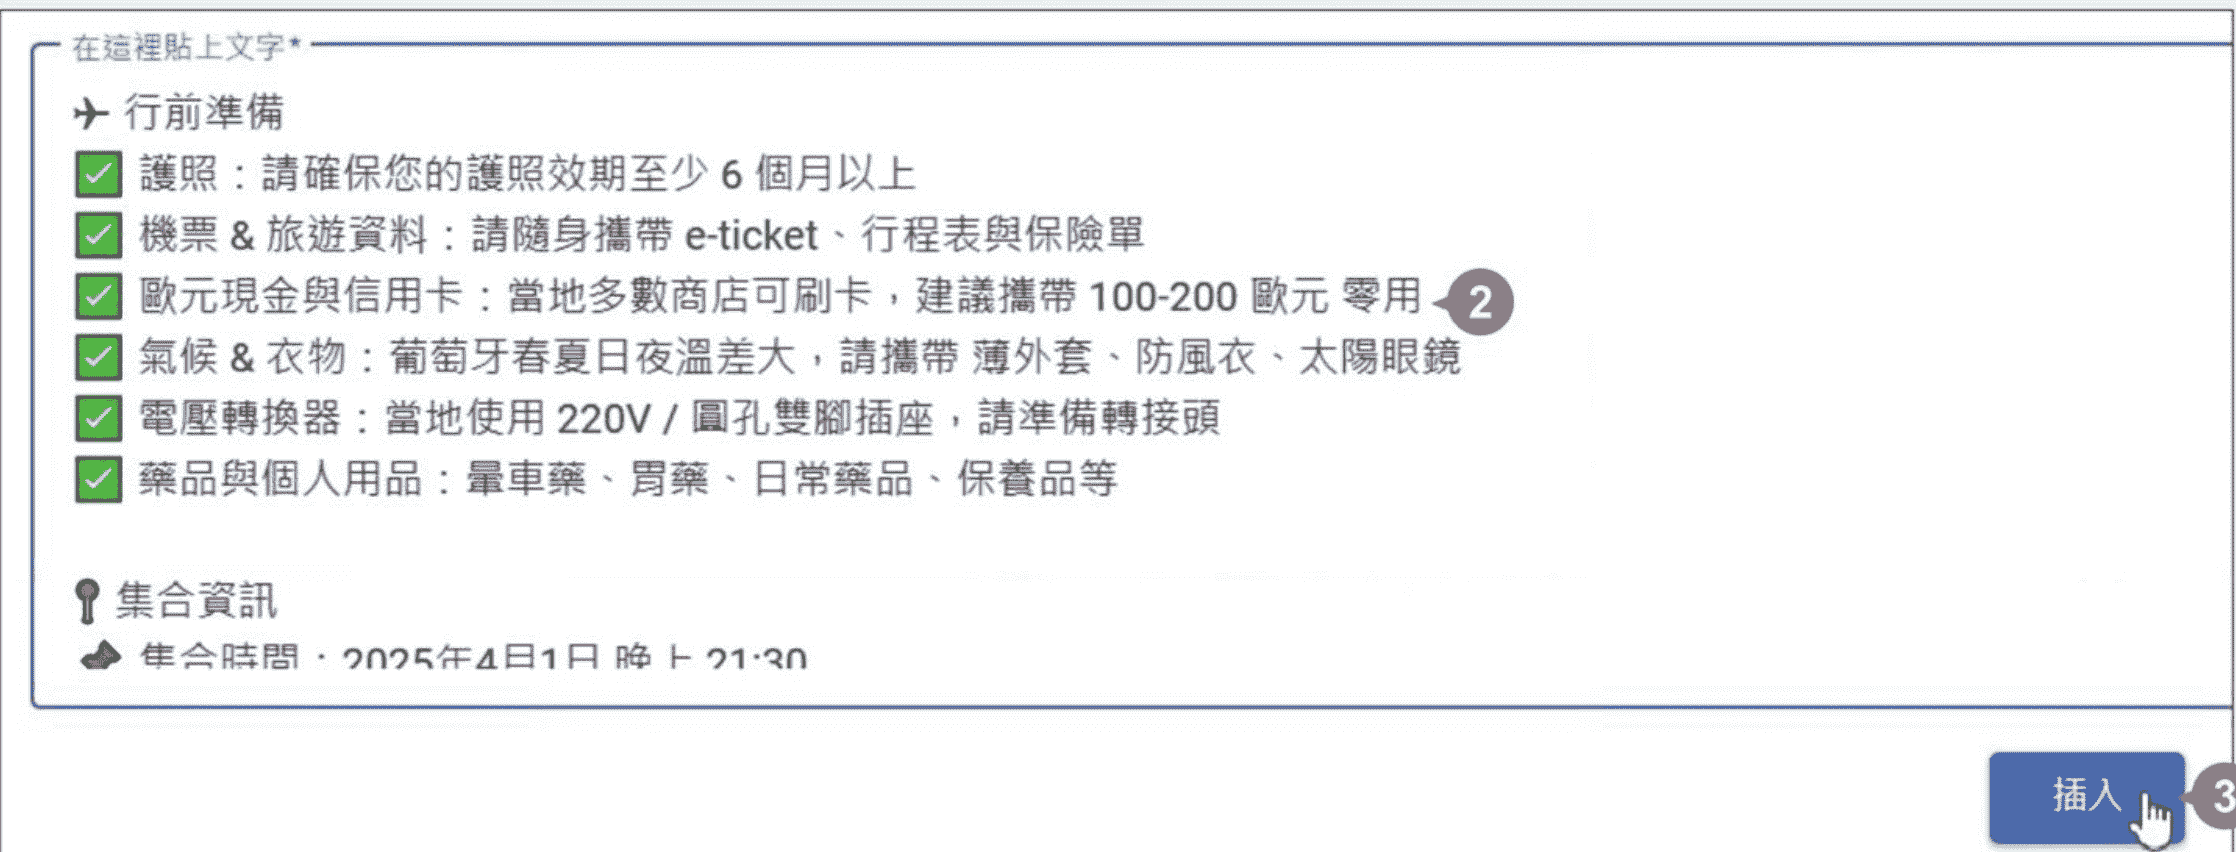 在這裡貼上文字*
✈ 行前準備
✅ 護照：請確保您的護照效期至少 6 個月以上
✅ 機票 & 旅遊資料：請隨身攜帶 e-ticket、行程表與保險單
✅ 歐元現金與信用卡：當地多數商店可刷卡，建議攜帶 100-200 歐元 零用
2
✅ 氣候 & 衣物：葡萄牙春夏日夜溫差大，請攜帶 薄外套、防風衣、太陽眼鏡
✅ 電壓轉換器：當地使用 220V / 圓孔雙腳插座，請準備轉接頭
✅ 藥品與個人用品：暈車藥、胃藥、日常藥品、保養品等
📍 集合資訊
📌 集合時間：2025年4月1日 晚上 21:30
插入
3